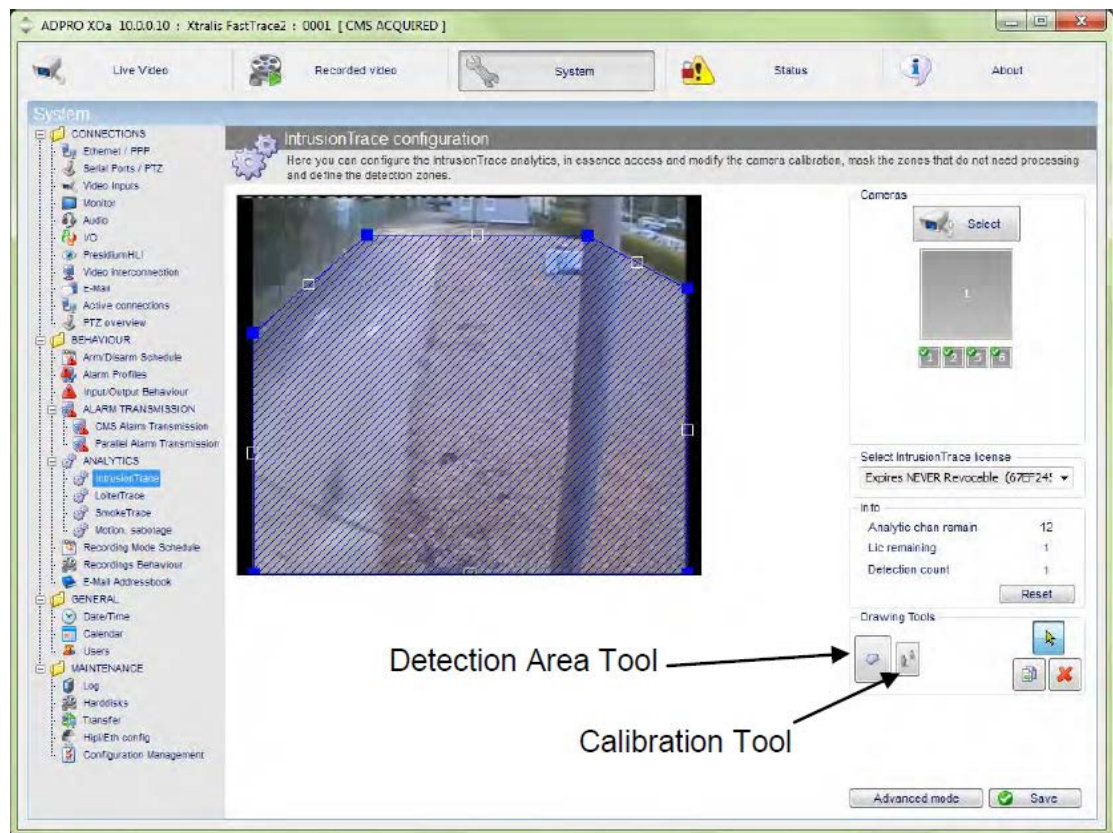 ADPRO XOa 10.0.0.10 : Xtralis FastTrace2 : 0001 [ CMS ACQUIRED ]
Live Video
Recorded video
System
Status
About
System
CONNECTIONS
Ethernet / PPP
Serial Ports / PTZ
Video Inputs
Monitor
Audio
I/O
PresidiumHLI
Video Interconnection
E-Mail
Active connections
PTZ overview
BEHAVIOUR
Arm/Disarm Schedule
Alarm Profiles
Input/Output Behaviour
ALARM TRANSMISSION
CMS Alarm Transmission
Parallel Alarm Transmission
ANALYTICS
IntrusionTrace
LoiterTrace
SmokeTrace
Motion, sabotage
Recording Mode Schedule
Recordings Behaviour
E-Mail Addressbook
GENERAL
Date/Time
Calendar
Users
MAINTENANCE
Log
Harddisks
Transfer
Hipi/Eth config
Configuration Management
IntrusionTrace configuration
Here you can configure the IntrusionTrace analytics, in essence access and modify the camera calibration, mask the zones that do not need processing
and define the detection zones.
Cameras
Select
1
1 2 5 6
Select IntrusionTrace license
Expires NEVER Revocable (67EF24!
Info
Analytic chan remain 12
Lic remaining 1
Detection count 1
Reset
Drawing Tools
Detection Area Tool
Calibration Tool
Advanced mode
Save